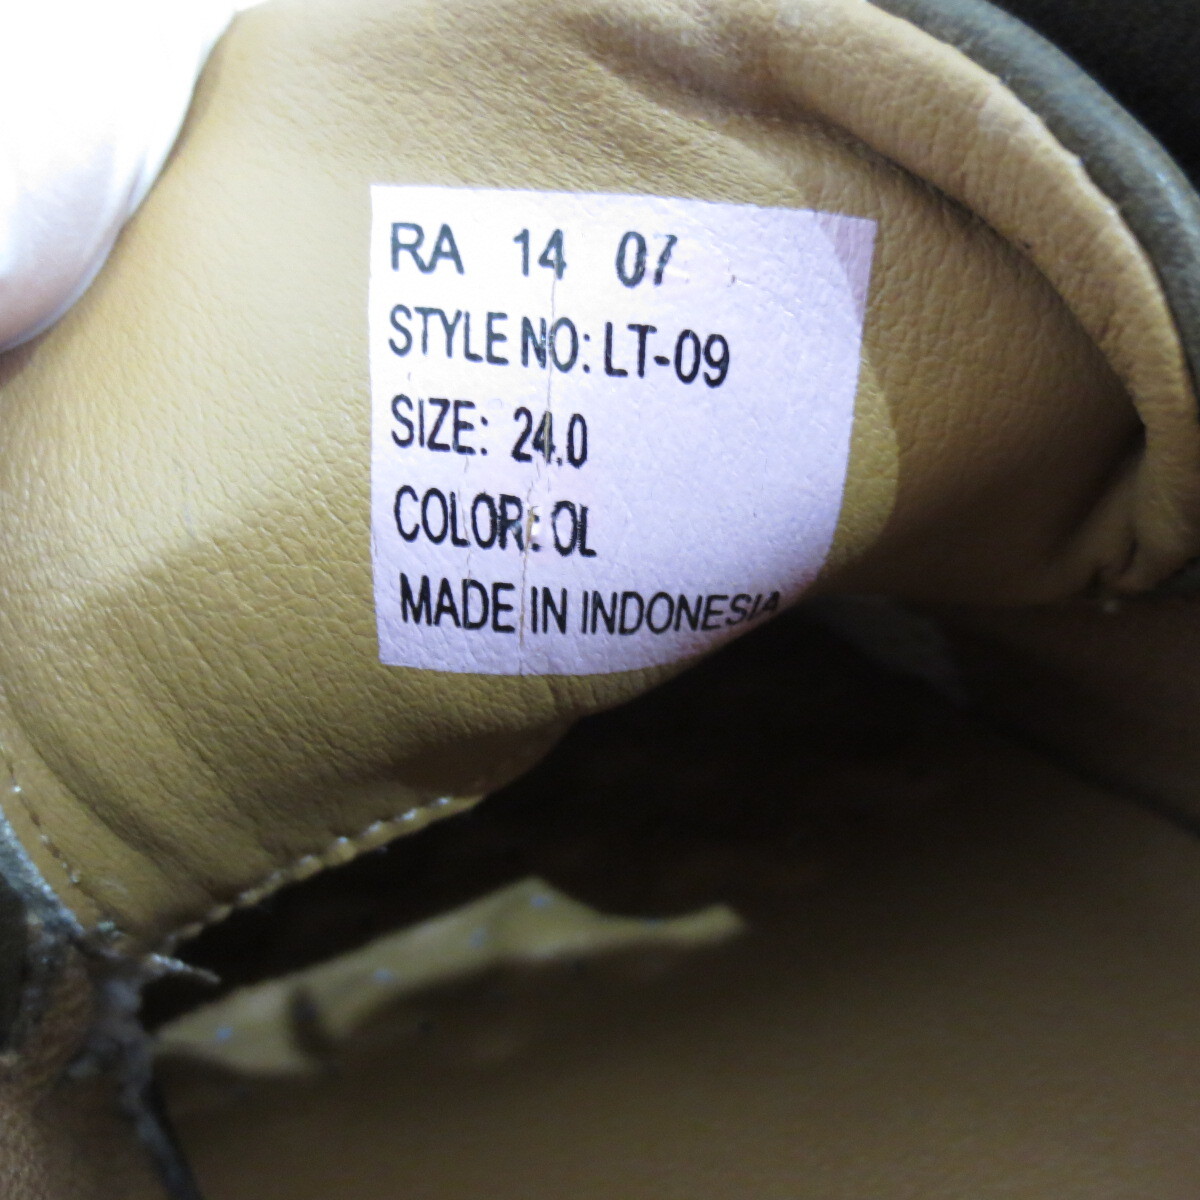 RA 14 07
STYLE NO: LT-09
SIZE: 24.0
COLOR: OL
MADE IN INDONESIA